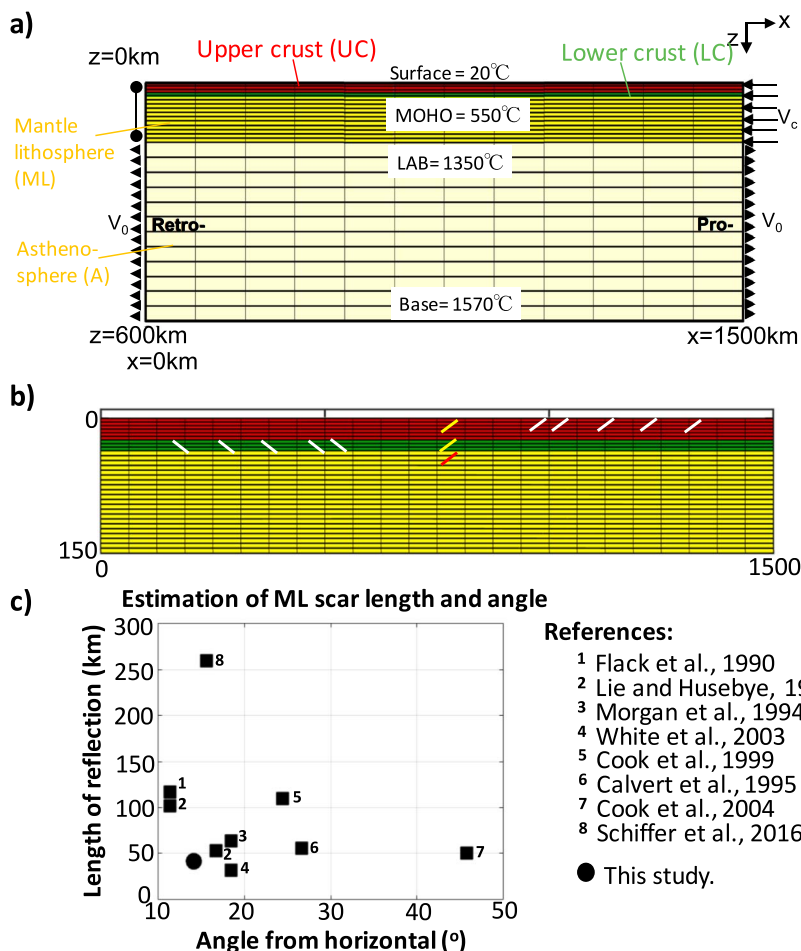 a)
x
z
Upper crust (UC)
Lower crust (LC)
z=0km
Surface = 20℃
MOHO = 550℃
Mantle
lithosphere
(ML)
Vc
LAB= 1350℃
V0
Retro-
Pro-
V0
Astheno-
sphere (A)
Base= 1570℃
z=600km
x=0km
x=1500km
b)
0
150
0
1500
c)
Estimation of ML scar length and angle
Length of reflection (km)
300
250
200
150
100
50
0
10
20
30
40
50
Angle from horizontal (º)
8
1
2
5
3
2
4
6
7
References:
1 Flack et al., 1990
2 Lie and Husebye, 19
3 Morgan et al., 1994
4 White et al., 2003
5 Cook et al., 1999
6 Calvert et al., 1995
7 Cook et al., 2004
8 Schiffer et al., 2016
This study.